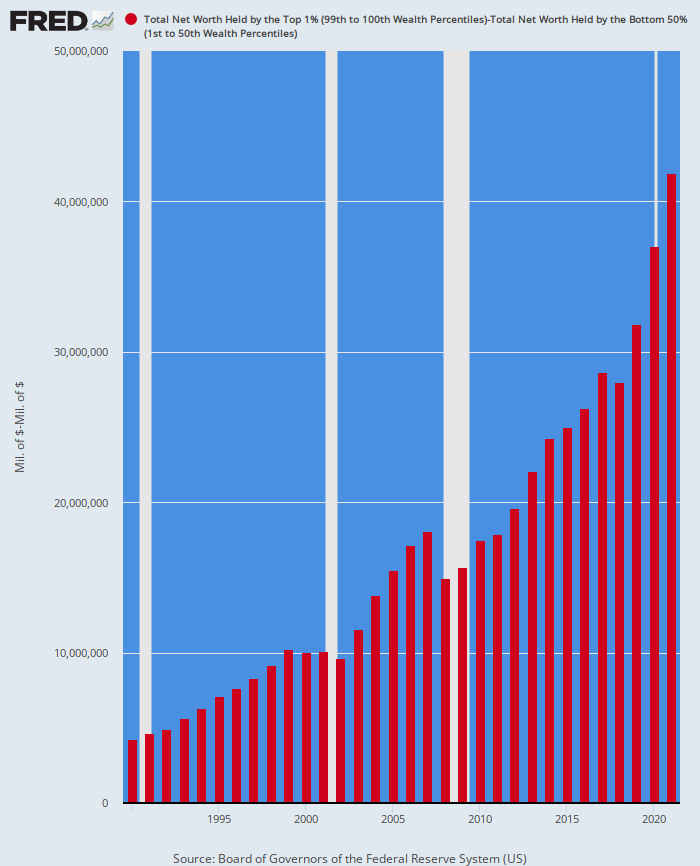 FRED
Total Net Worth Held by the Top 1% (99th to 100th Wealth Percentiles)-Total Net Worth Held by the Bottom 50%
(1st to 50th Wealth Percentiles)
50,000,000
40,000,000
30,000,000
20,000,000
10,000,000
0
Mil. of $-Mil. of $
1995 2000 2005 2010 2015 2020
Source: Board of Governors of the Federal Reserve System (US)